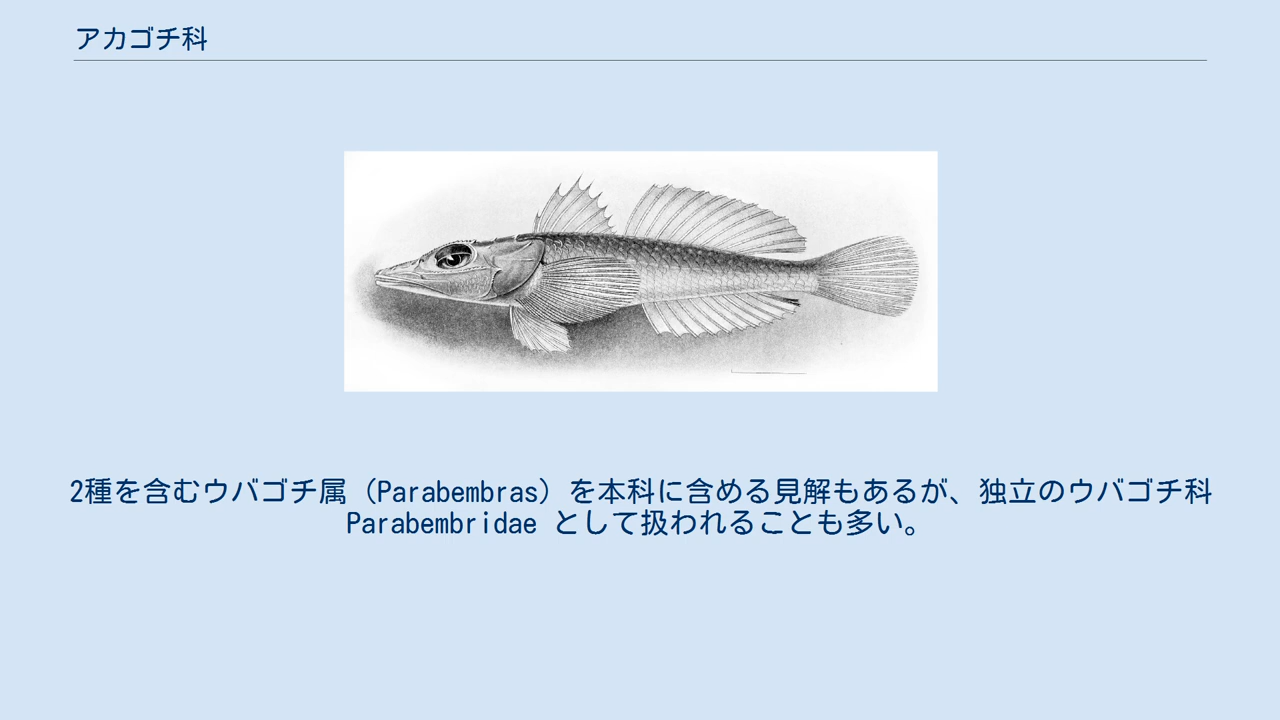 アカゴチ科
2種を含むウバゴチ属（Parabembras）を本科に含める見解もあるが、独立のウバゴチ科
Parabembridae として扱われることも多い。